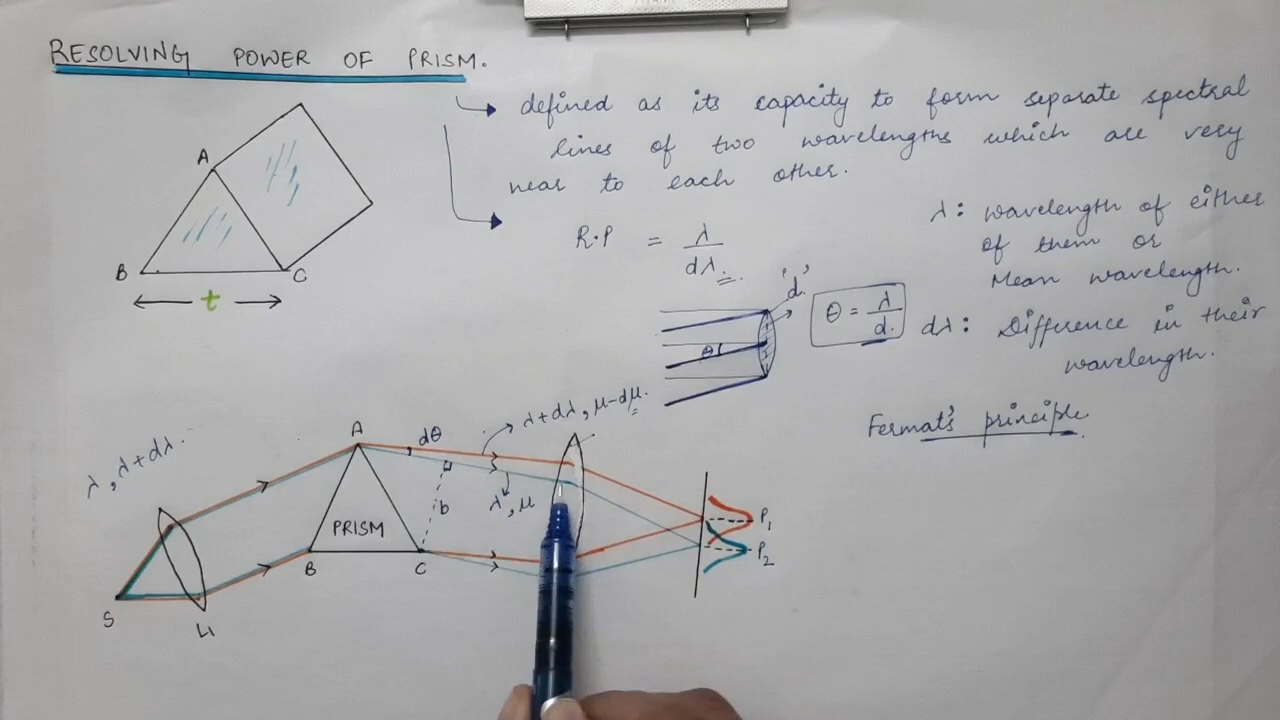 RESOLVING POWER OF PRISM.
defined as its capacity to form separate spectral
lines of two wavelengths which are very
near to each other.
R.P = λ/dλ.
λ: wavelength of either
of them or
Mean wavelength.
dλ: Difference in their
wavelength.
Fermat's principle
A
B
C
t
'd'
θ
θ = λ/d.
λ, λ+dλ.
A
dθ
λ+dλ, μ-dμ.
λ, μ
b
PRISM
B
C
S
L1
P1
P2